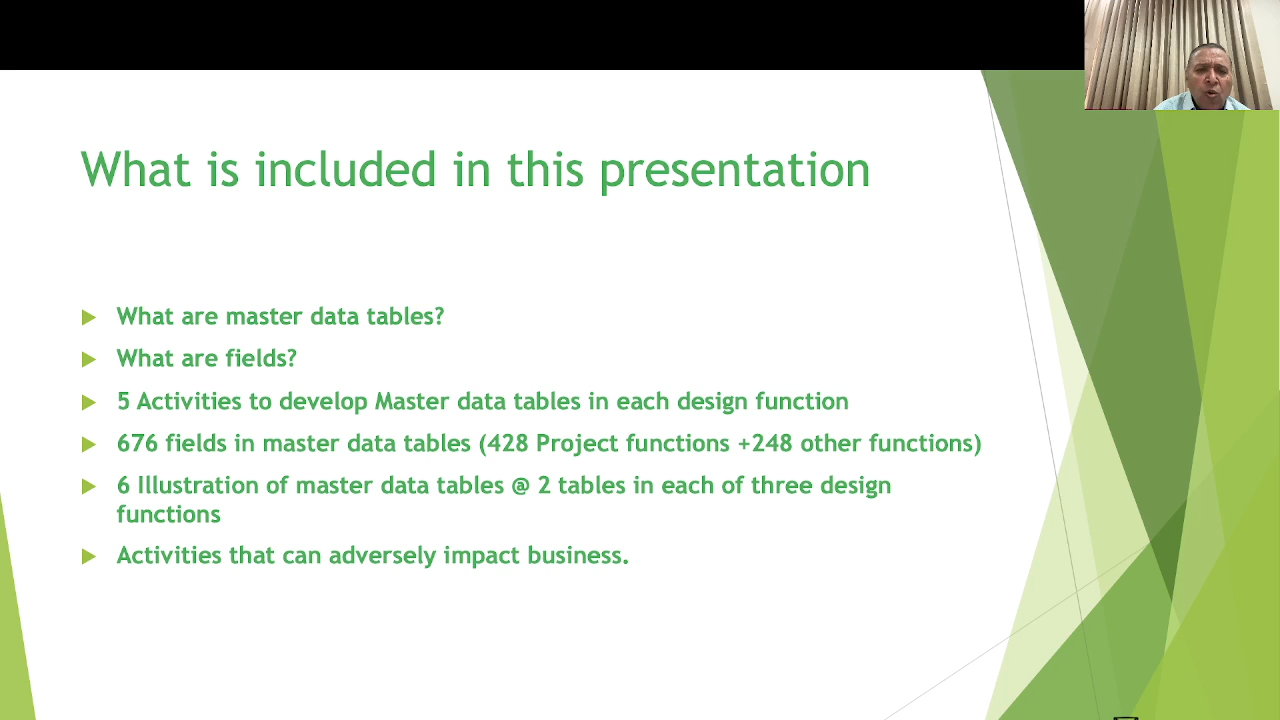 What is included in this presentation
What are master data tables?
What are fields?
5 Activities to develop Master data tables in each design function
676 fields in master data tables (428 Project functions +248 other functions)
6 Illustration of master data tables @ 2 tables in each of three design
functions
Activities that can adversely impact business.